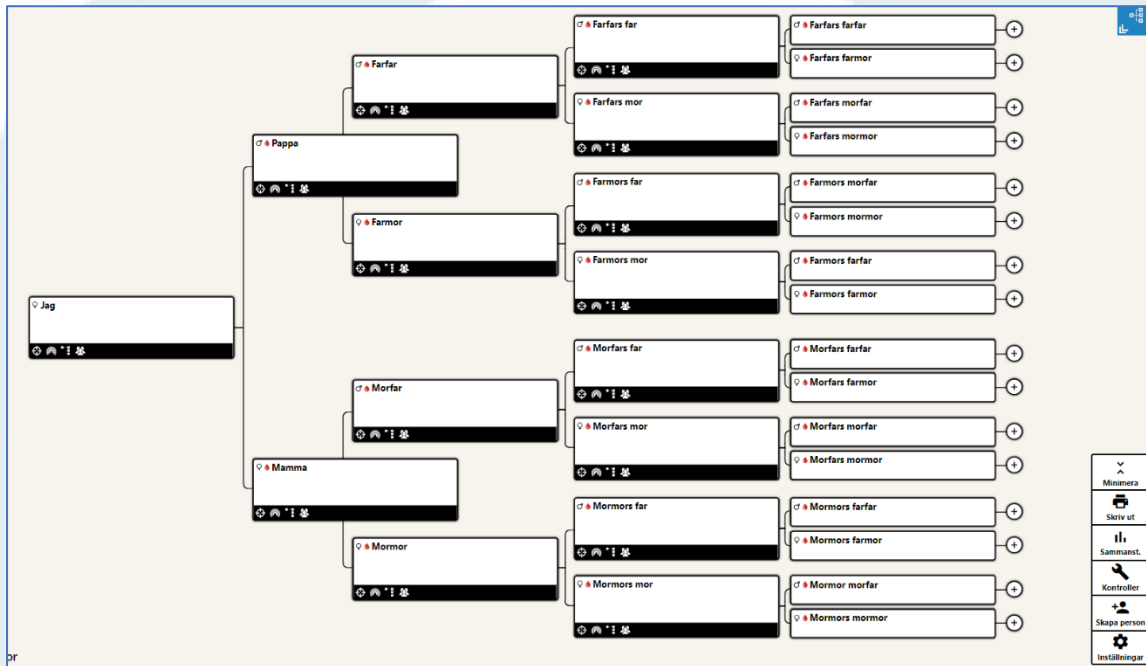 Farfars far
Farfars farfar
Farfars farmor
Farfar
Farfars mor
Farfars morfar
Farfars mormor
Pappa
Farmors far
Farmors morfar
Farmors mormor
Farmor
Farmors mor
Farmors farfar
Farmors farmor
Jag
Morfars far
Morfars farfar
Morfars farmor
Morfar
Morfars mor
Morfars morfar
Morfars mormor
Mamma
Mormors far
Mormors farfar
Mormors farmor
Mormor
Mormors mor
Mormor morfar
Mormors mormor
Minimera
Skriv ut
Sammanst.
Kontroller
Skapa person
Inställningar
or